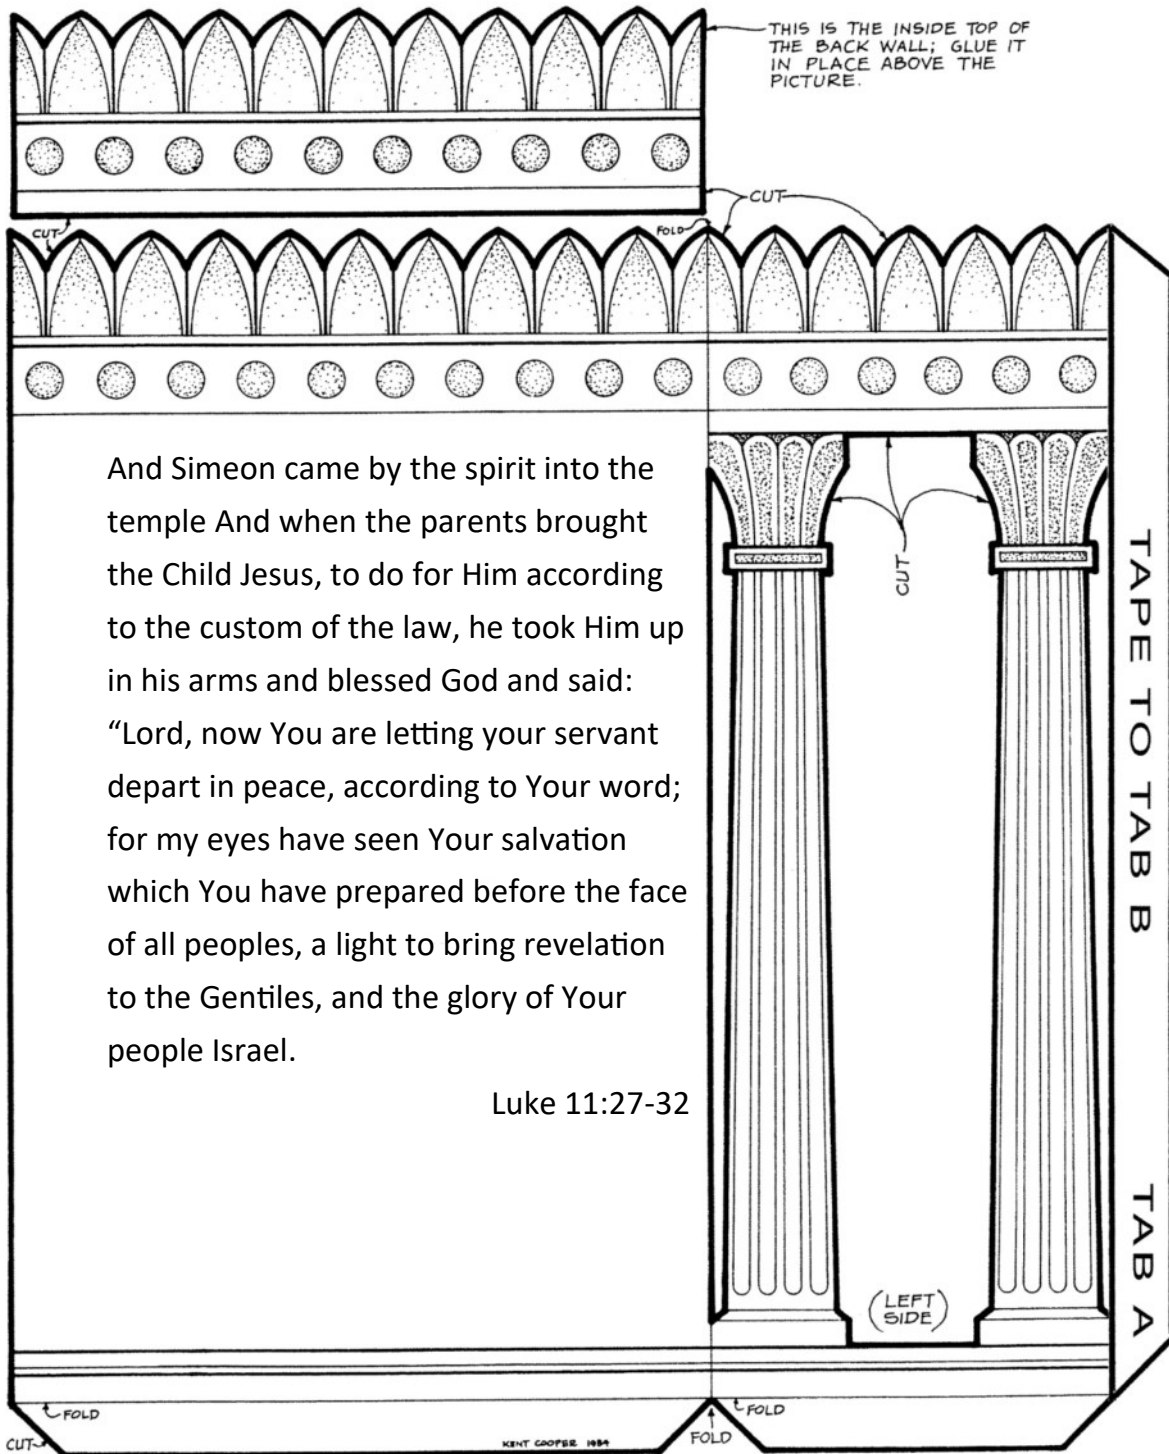 THIS IS THE INSIDE TOP OF
THE BACK WALL; GLUE IT
IN PLACE ABOVE THE
PICTURE.
CUT
CUT
FOLD
And Simeon came by the spirit into the
temple And when the parents brought
the Child Jesus, to do for Him according
to the custom of the law, he took Him up
in his arms and blessed God and said:
“Lord, now You are letting your servant
depart in peace, according to Your word;
for my eyes have seen Your salvation
which You have prepared before the face
of all peoples, a light to bring revelation
to the Gentiles, and the glory of Your
people Israel.
Luke 11:27-32
CUT
(LEFT
SIDE)
TAPE TO TAB B
TAB A
FOLD
CUT
KENT COOPER 1984
FOLD
FOLD